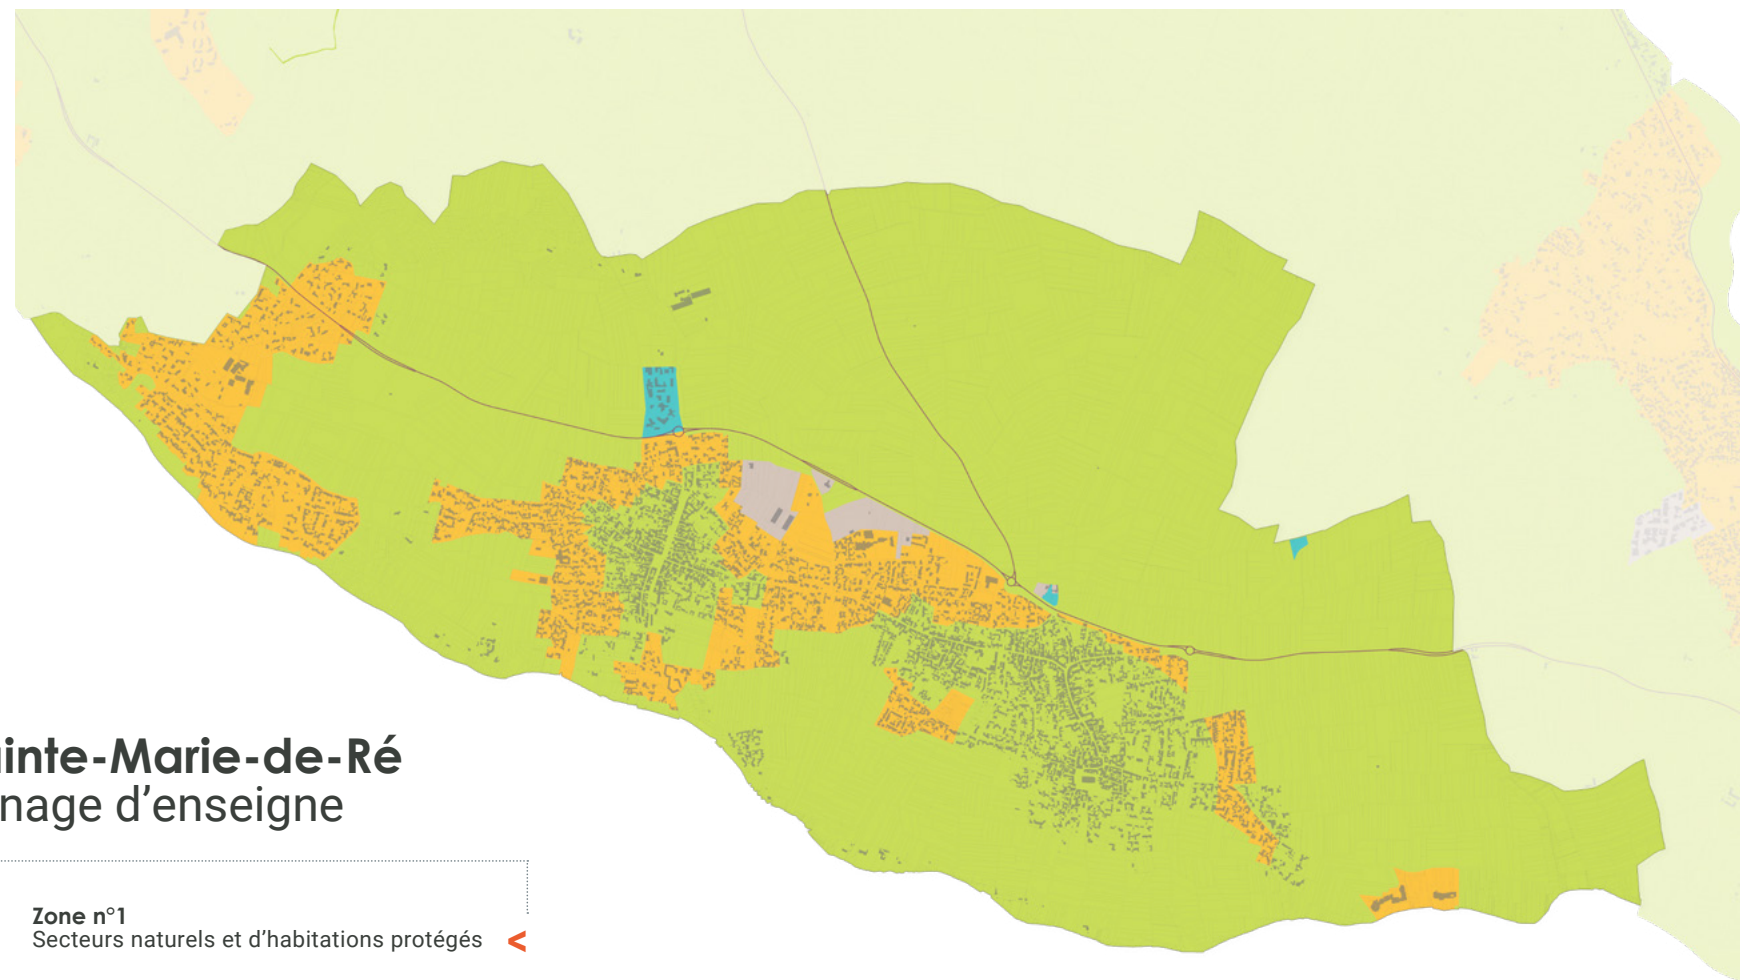 inte-Marie-de-Ré
nage d’enseigne
Zone n°1
Secteurs naturels et d’habitations protégés <